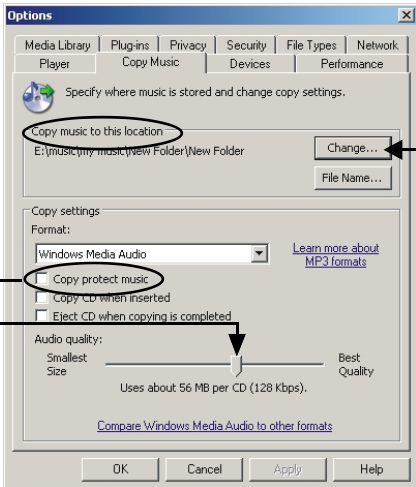 Options
Media Library Plug-ins Privacy Security File Types Network
Player Copy Music Devices Performance
Specify where music is stored and change copy settings.
Copy music to this location
E:\music\my music\New Folder\New Folder
Change...
File Name...
Copy settings
Format:
Windows Media Audio
Learn more about
MP3 formats
Copy protect music
Copy CD when inserted
Eject CD when copying is completed
Audio quality:
Smallest
Size
Best
Quality
Uses about 56 MB per CD (128 Kbps).
Compare Windows Media Audio to other formats
OK Cancel Apply Help